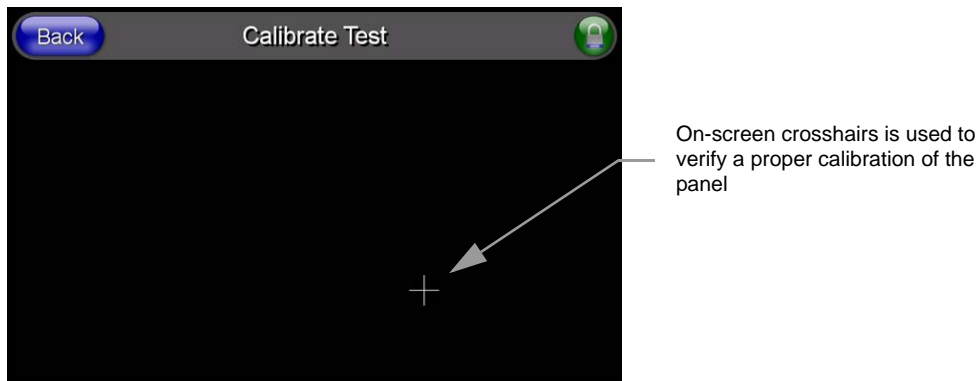 Back
Calibrate Test
On-screen crosshairs is used to
verify a proper calibration of the
panel